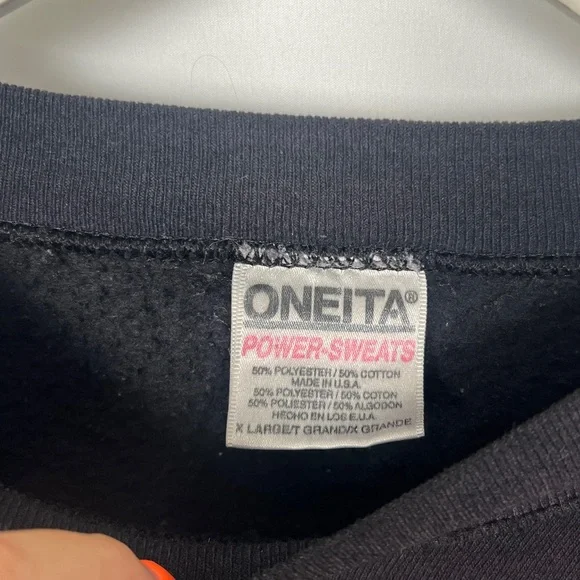 ONEITA®
POWER-SWEATS
50% POLYESTER / 50% COTTON
MADE IN U.S.A.
50% POLYESTER / 50% COTON
50% POLIESTER / 50% ALGODON
HECHO EN LOS E.U.A.
X LARGE/T GRAND/X GRANDE